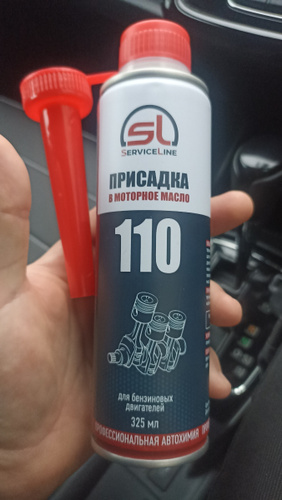 SL
SERVICELINE
ПРИСАДКА
В МОТОРНОЕ МАСЛО
110
для бензиновых
двигателей
325 мл
ПРОФЕССИОНАЛЬНАЯ АВТОХИМИЯ